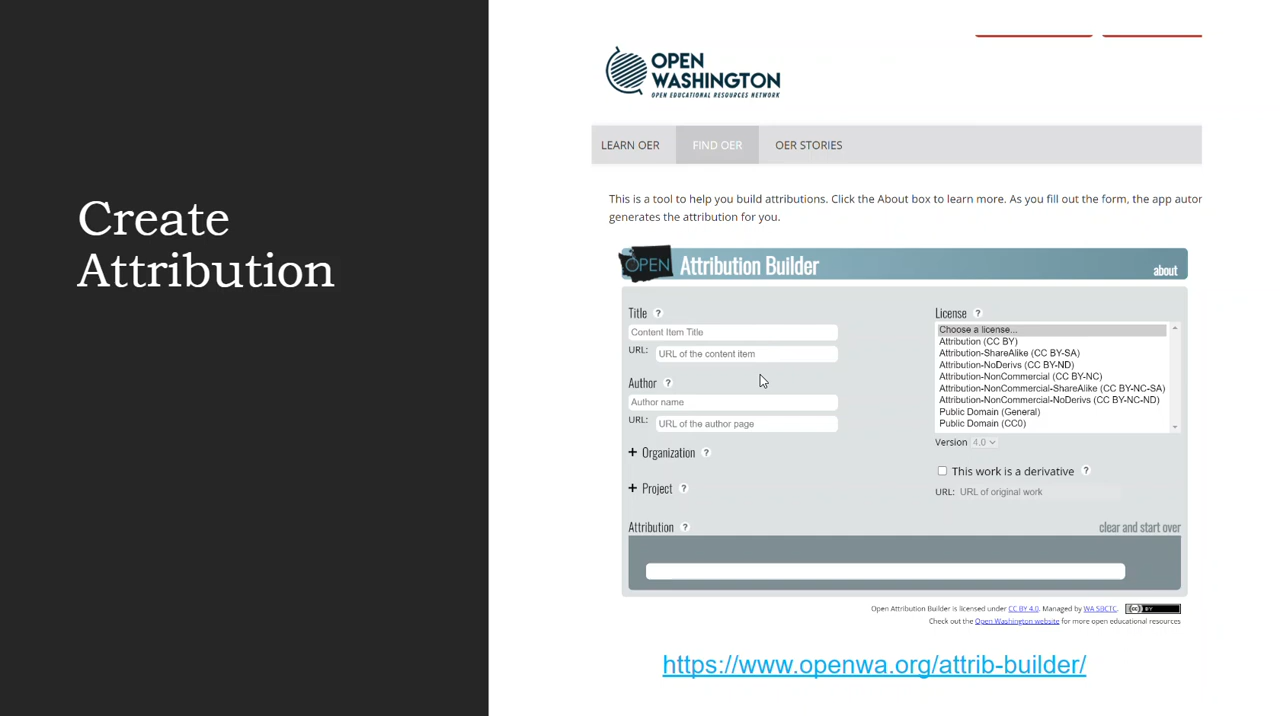 Create
Attribution
OPEN
WASHINGTON
OPEN EDUCATIONAL RESOURCES NETWORK
LEARN OER
FIND OER
OER STORIES
This is a tool to help you build attributions. Click the About box to learn more. As you fill out the form, the app autor
generates the attribution for you.
OPEN Attribution Builder
about
Title ?
Content Item Title
URL: URL of the content item
Author ?
Author name
URL: URL of the author page
+ Organization ?
+ Project ?
License ?
Choose a license...
Attribution (CC BY)
Attribution-ShareAlike (CC BY-SA)
Attribution-NoDerivs (CC BY-ND)
Attribution-NonCommercial (CC BY-NC)
Attribution-NonCommercial-ShareAlike (CC BY-NC-SA)
Attribution-NonCommercial-NoDerivs (CC BY-NC-ND)
Public Domain (General)
Public Domain (CC0)
Version 4.0
This work is a derivative ?
URL: URL of original work
Attribution ?
clear and start over
Open Attribution Builder is licensed under CC BY 4.0. Managed by WA SBCTC. CC BY
Check out the Open Washington website for more open educational resources
https://www.openwa.org/attrib-builder/